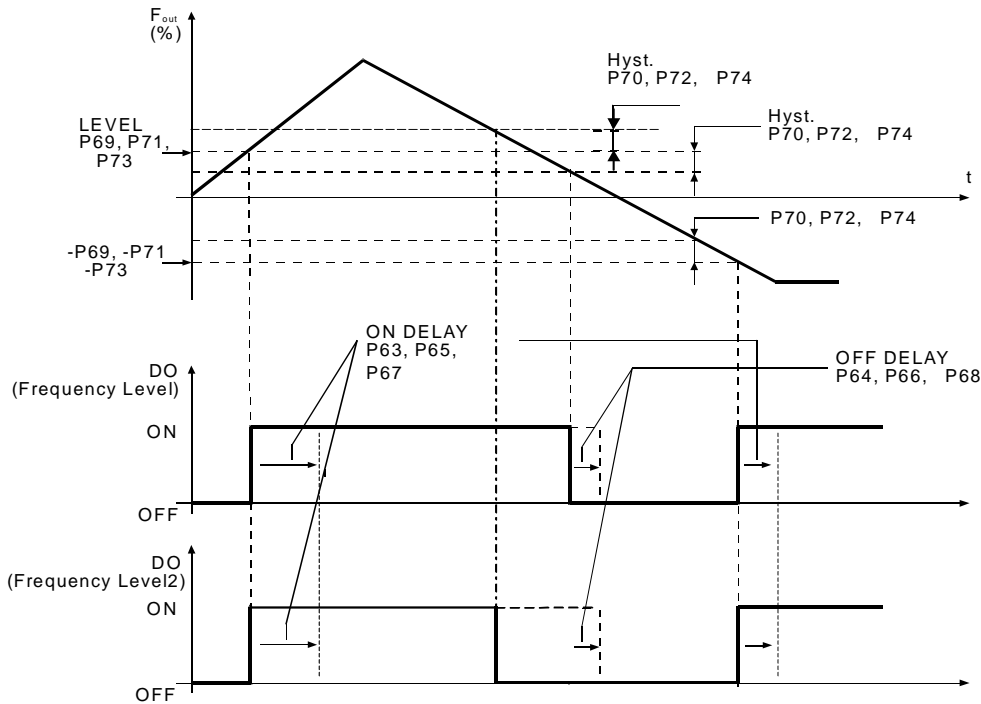 Fout
(%)
Hyst.
P70, P72, P74
Hyst.
P70, P72, P74
LEVEL
P69, P71,
P73
t
P70, P72, P74
-P69, -P71
-P73
ON DELAY
P63, P65,
P67
OFF DELAY
P64, P66, P68
DO
(Frequency Level)
ON
OFF
DO
(Frequency Level2)
ON
OFF